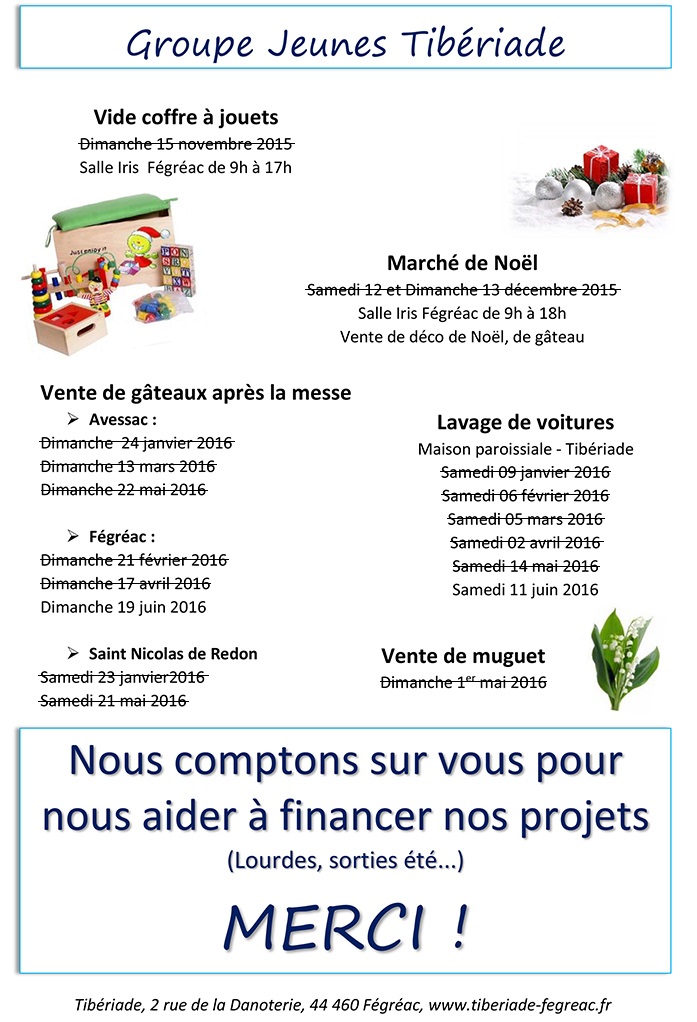 Groupe Jeunes Tibériade
Vide coffre à jouets
Dimanche 15 novembre 2015
Salle Iris Fégréac de 9h à 17h
Just enjoy it
Marché de Noël
Samedi 12 et Dimanche 13 décembre 2015
Salle Iris Fégréac de 9h à 18h
Vente de déco de Noël, de gâteau
Vente de gâteaux après la messe
➢ Avessac :
Dimanche 24 janvier 2016
Dimanche 13 mars 2016
Dimanche 22 mai 2016
➢ Fégréac :
Dimanche 21 février 2016
Dimanche 17 avril 2016
Dimanche 19 juin 2016
➢ Saint Nicolas de Redon
Samedi 23 janvier2016
Samedi 21 mai 2016
Lavage de voitures
Maison paroissiale - Tibériade
Samedi 09 janvier 2016
Samedi 06 février 2016
Samedi 05 mars 2016
Samedi 02 avril 2016
Samedi 14 mai 2016
Samedi 11 juin 2016
Vente de muguet
Dimanche 1er mai 2016
Nous comptons sur vous pour
nous aider à financer nos projets
(Lourdes, sorties été...)
MERCI !
Tibériade, 2 rue de la Danoterie, 44 460 Fégréac, www.tiberiade-fegreac.fr